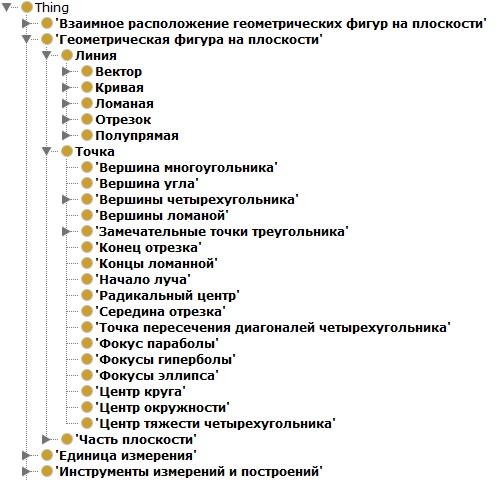 Thing
'Взаимное расположение геометрических фигур на плоскости'
'Геометрическая фигура на плоскости'
Линия
Вектор
Кривая
Ломаная
Отрезок
Полупрямая
Точка
'Вершина многоугольника'
'Вершина угла'
'Вершины четырехугольника'
'Вершины ломаной'
'Замечательные точки треугольника'
'Конец отрезка'
'Концы ломанной'
'Начало луча'
'Радикальный центр'
'Середина отрезка'
'Точка пересечения диагоналей четырехугольника'
'Фокус параболы'
'Фокусы гиперболы'
'Фокусы эллипса'
'Центр круга'
'Центр окружности'
'Центр тяжести четырехугольника'
'Часть плоскости'
'Единица измерения'
'Инструменты измерений и построений'